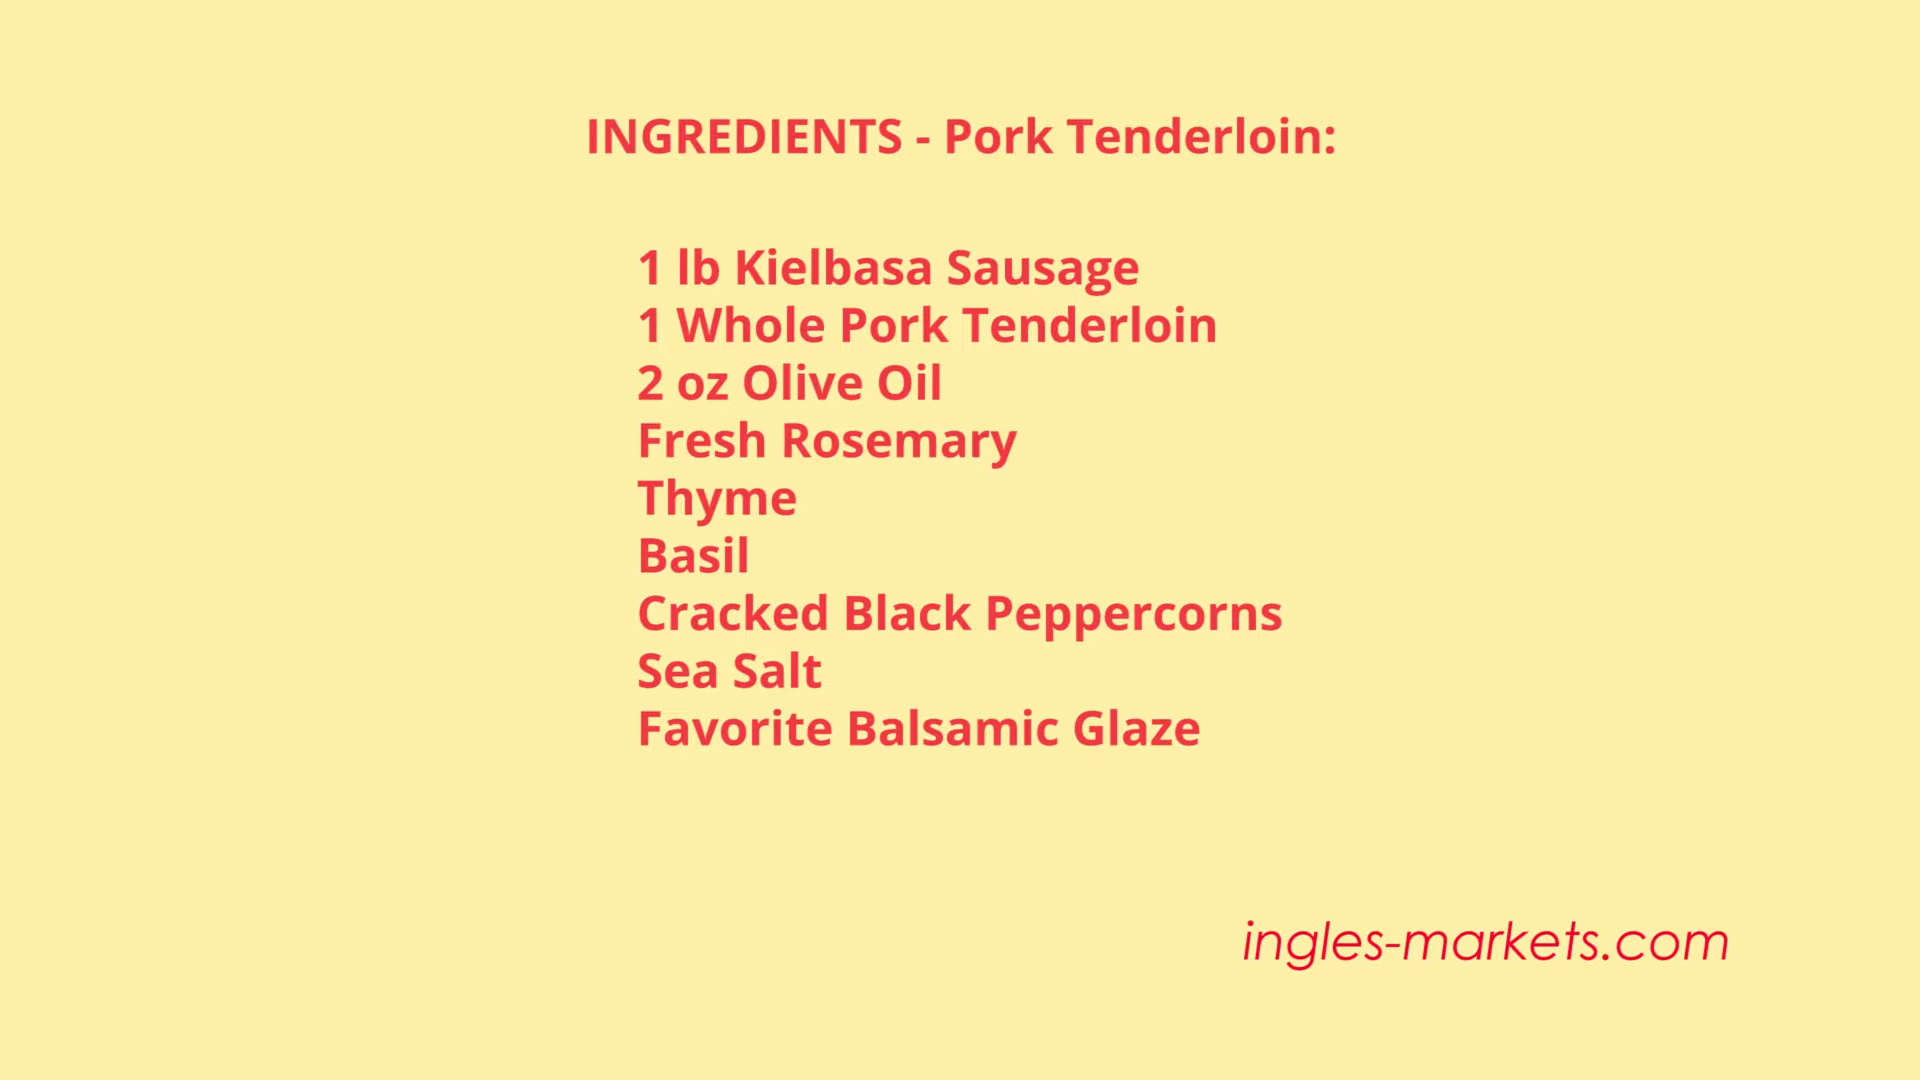 INGREDIENTS - Pork Tenderloin:
1 lb Kielbasa Sausage
1 Whole Pork Tenderloin
2 oz Olive Oil
Fresh Rosemary
Thyme
Basil
Cracked Black Peppercorns
Sea Salt
Favorite Balsamic Glaze
ingles-markets.com